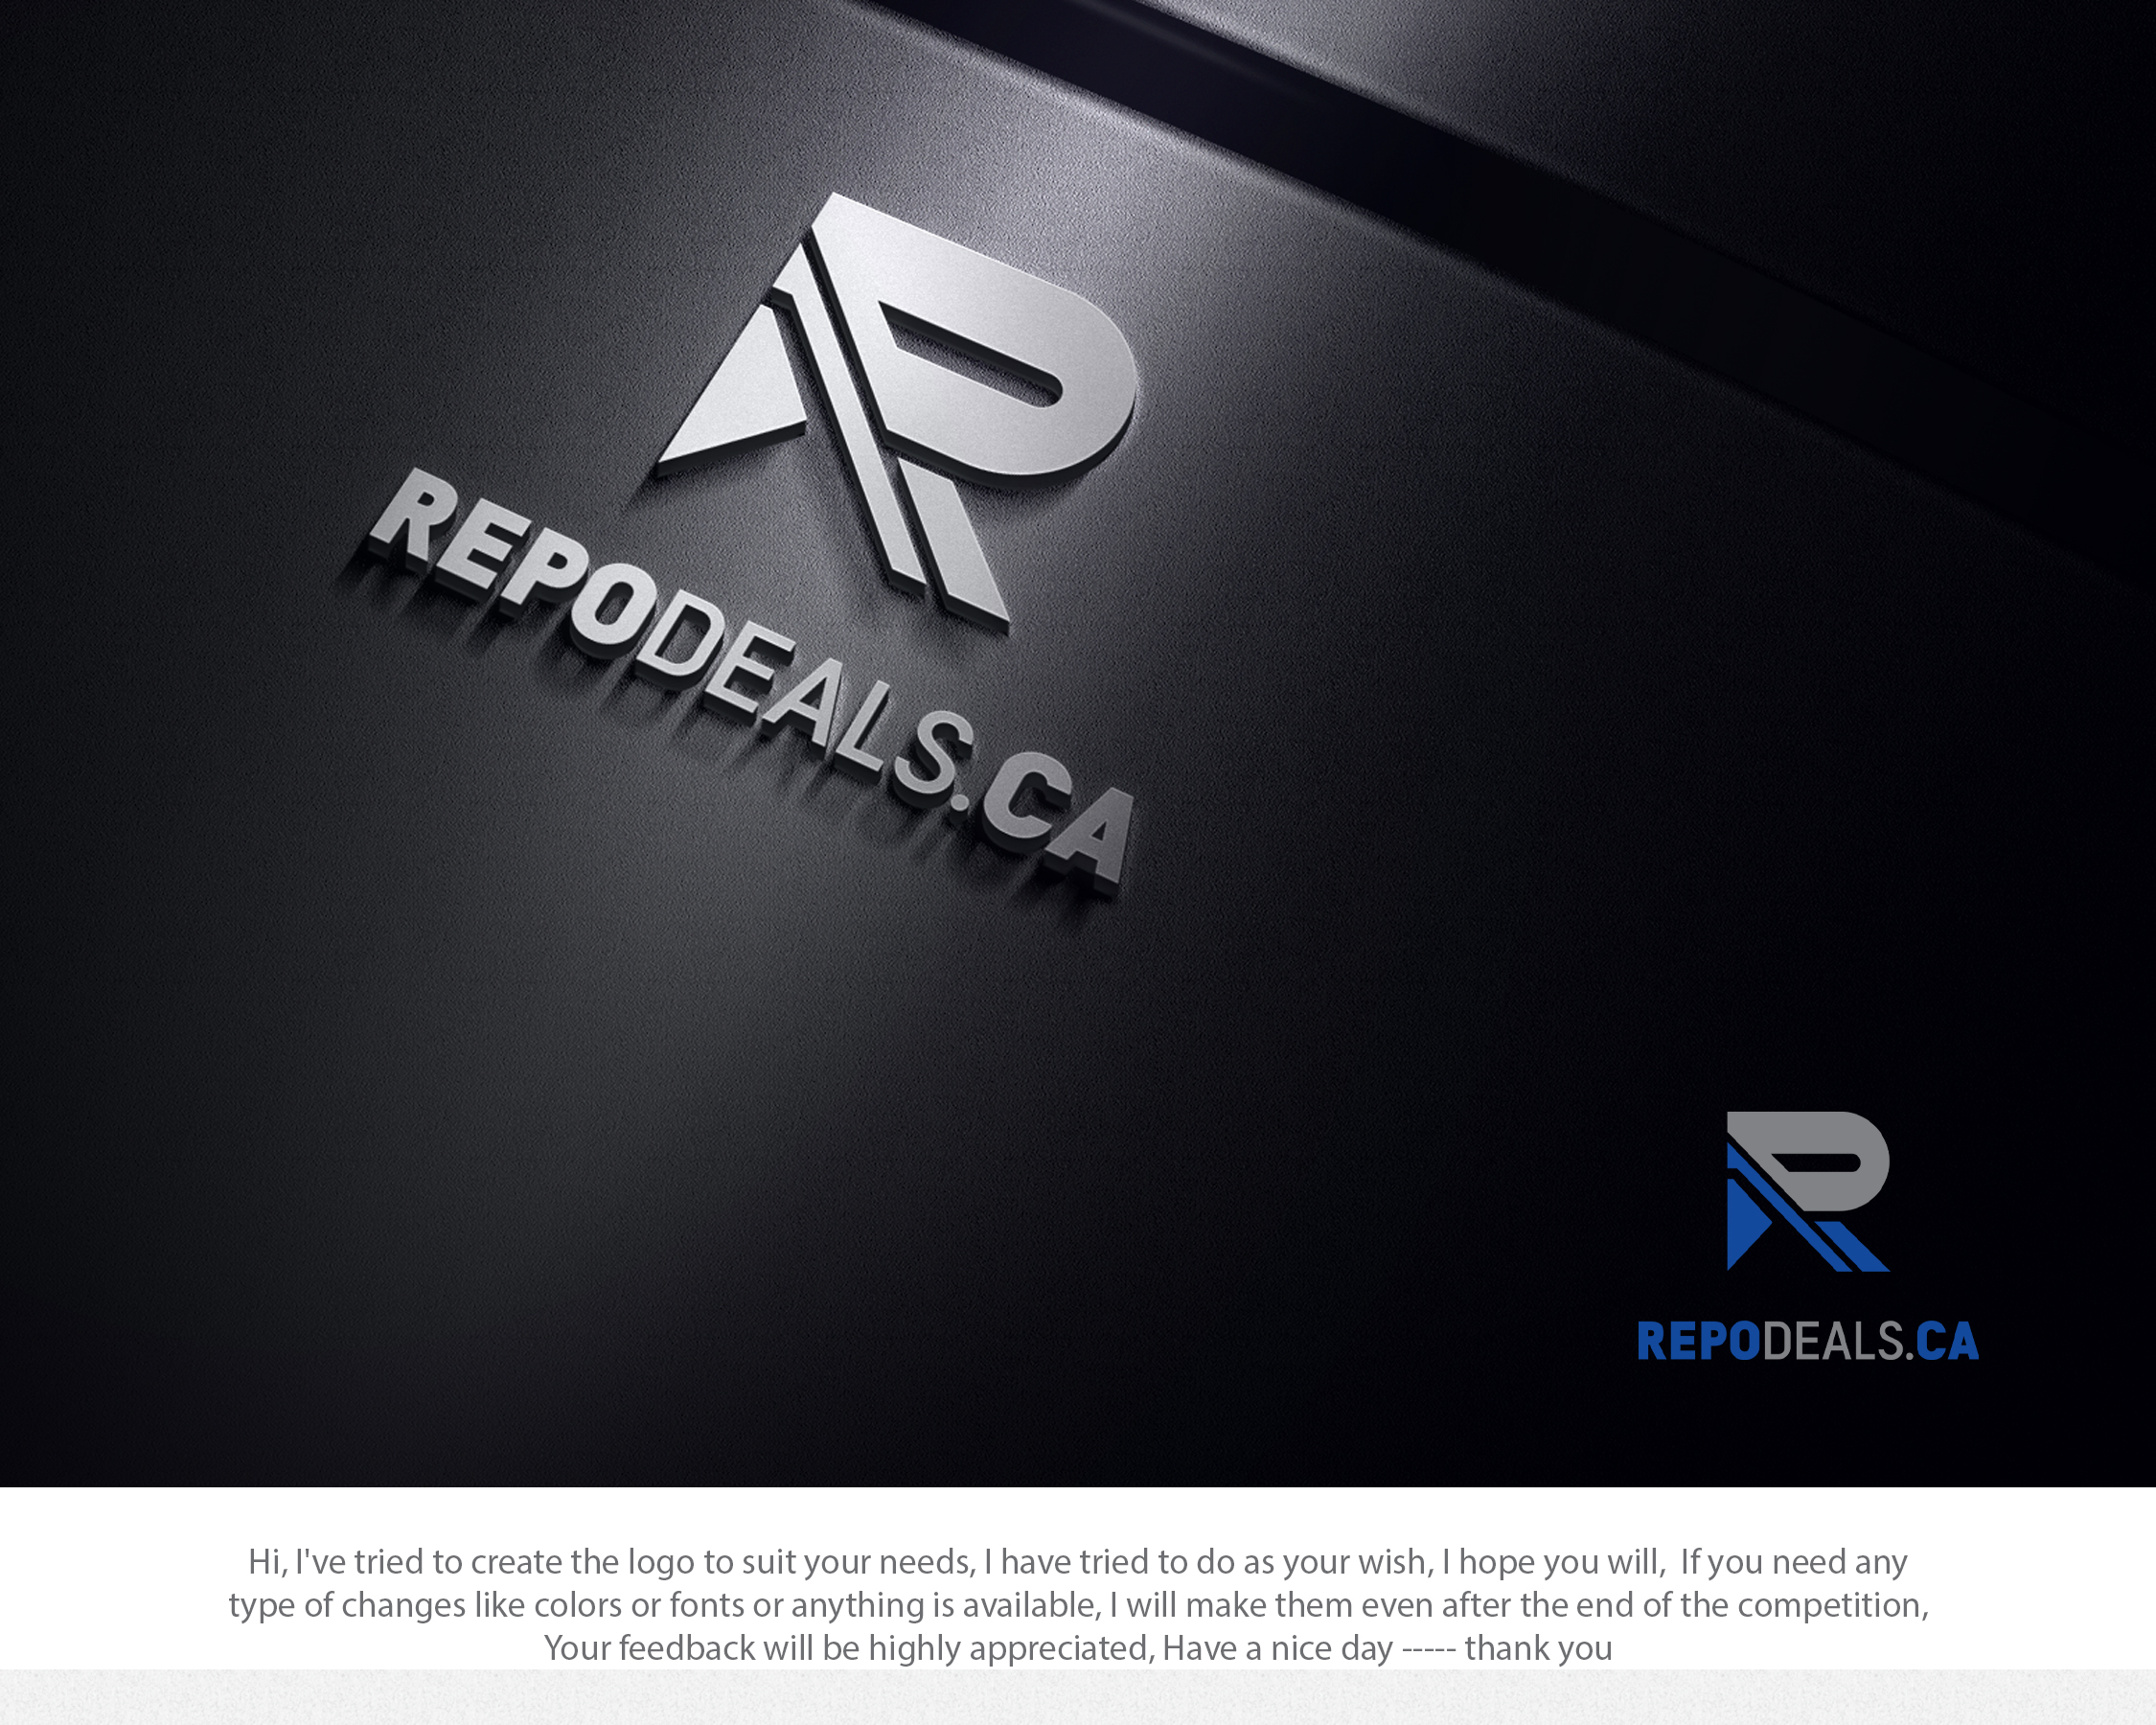 REPODEALS.CA
REPODEALS.CA
Hi, I've tried to create the logo to suit your needs, I have tried to do as your wish, I hope you will,  If you need any
type of changes like colors or fonts or anything is available, I will make them even after the end of the competition,
Your feedback will be highly appreciated, Have a nice day ----- thank you